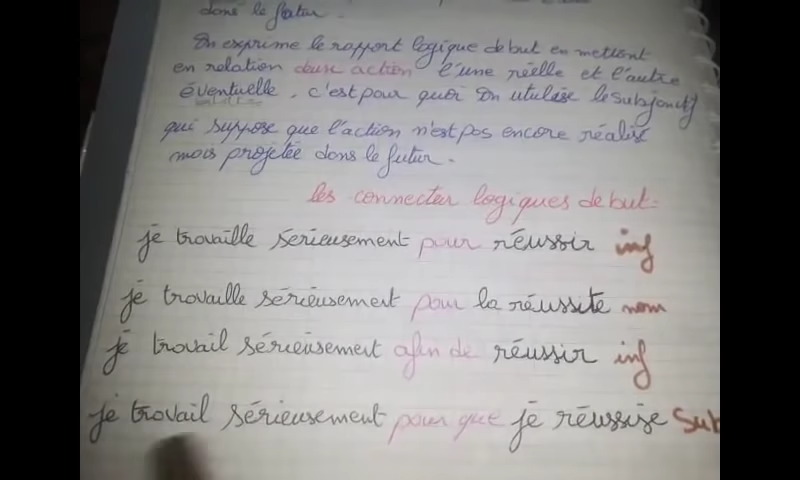 dans le futur.
On exprime le rapport logique de but en mettant
en relation deux action l'une réelle et l'autre
éventuelle. c'est pour quoi on utulise le subjonctif
qui suppose que l'action n'est pas encore réalisé
mais projetée dans le futur.
les connecter logiques de but:
je travaille serieusement pour réussir inf
je travaille sérieusement pour la réussite nom
je travail sérieusement afin de réussir inf
je travail sérieusement pour que je réussise Sub